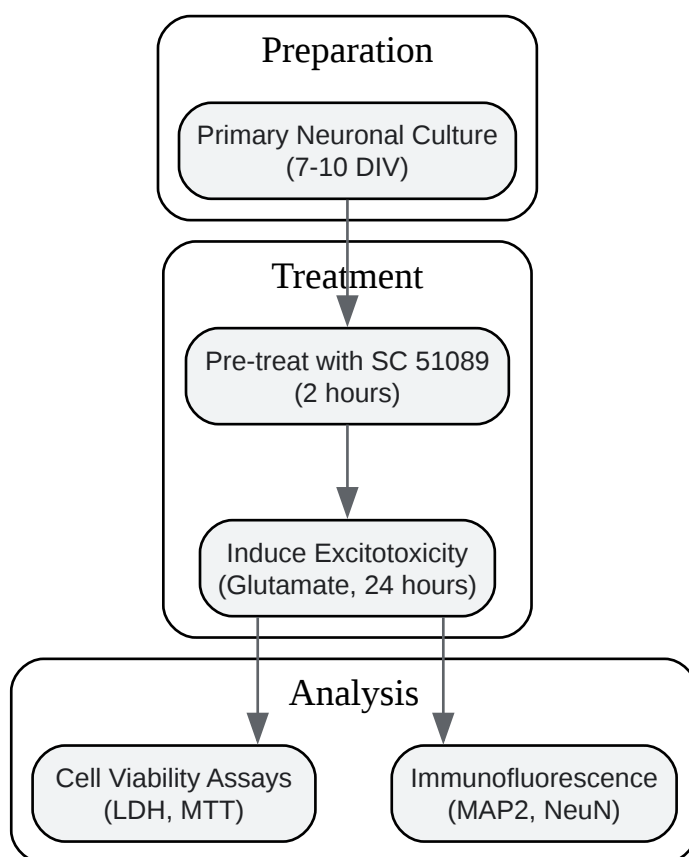 Preparation
Primary Neuronal Culture
(7-10 DIV)
Treatment
Pre-treat with SC 51089
(2 hours)
Induce Excitotoxicity
(Glutamate, 24 hours)
Analysis
Cell Viability Assays
(LDH, MTT)
Immunofluorescence
(MAP2, NeuN)